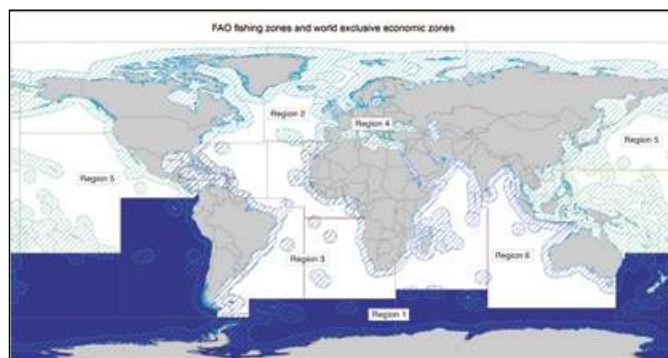 FAO fishing zones and world exclusive economic zones
Region 2
Region 4
Region 5
Region 5
Region 3
Region 6
Region 1